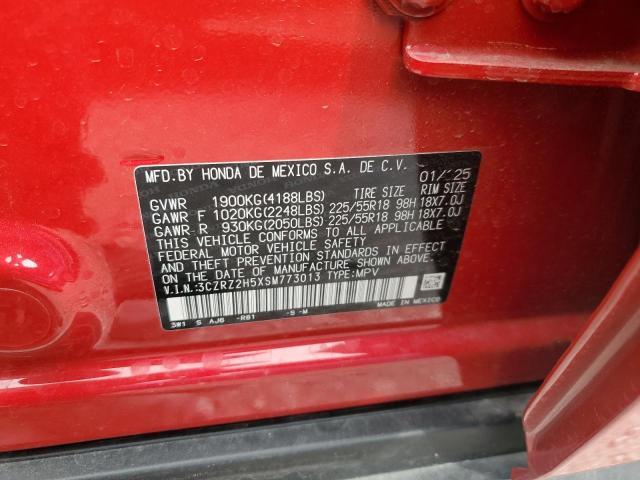 MFD.BY HONDA DE MEXICO S.A. DE C.V. 01/'25
GVWR 1900KG(4188LBS) TIRE SIZE RIM SIZE
GAWR F 1020KG(2248LBS) 225/55R18 98H 18X7.0J
GAWR R 930KG(2050LBS) 225/55R18 98H 18X7.0J
THIS VEHICLE CONFORMS TO ALL APPLICABLE
FEDERAL MOTOR VEHICLE SAFETY
STANDARDS IN EFFECT ON THE DATE OF
MANUFACTURE SHOWN ABOVE.
V.I.N.:3CZRZ2H5XSM773013 TYPE:MPV
MADE IN MEXICO
3W1 S AJ6 -R81 -S -M